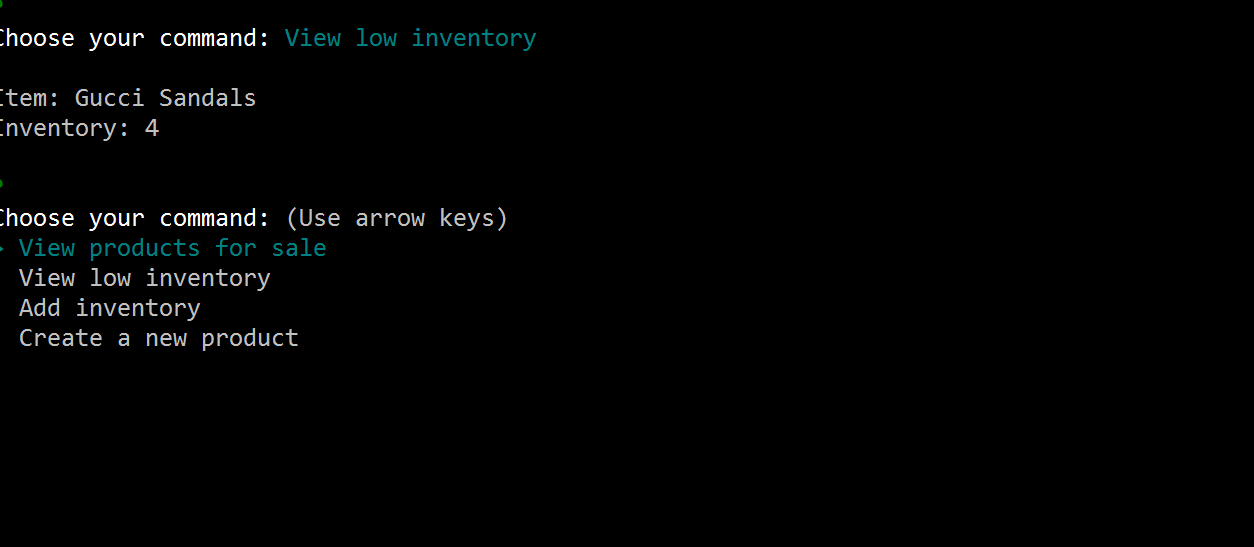 Choose your command: View low inventory
Item: Gucci Sandals
Inventory: 4
Choose your command: (Use arrow keys)
View products for sale
View low inventory
Add inventory
Create a new product